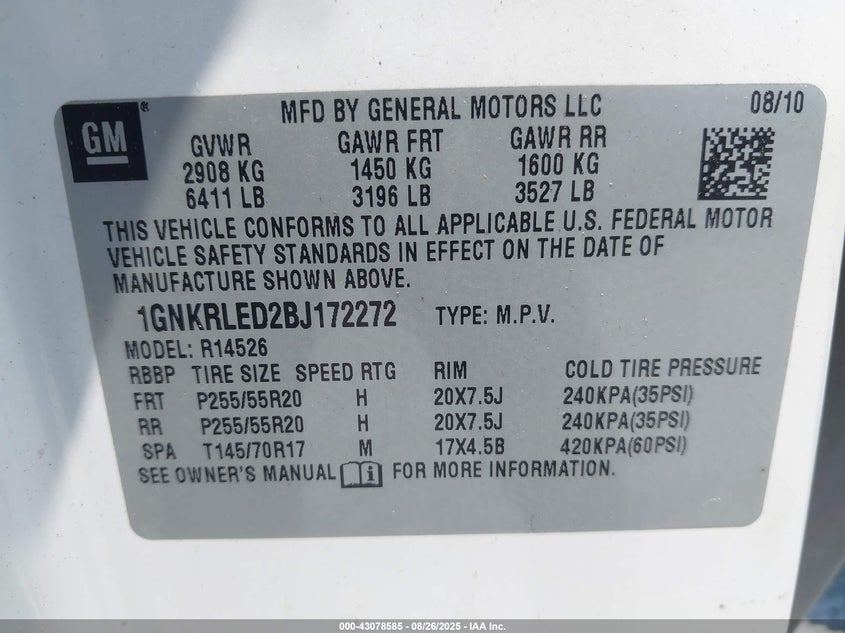 GM® MFD BY GENERAL MOTORS LLC 08/10
GVWR GAWR FRT GAWR RR
2908 KG 1450 KG 1600 KG
6411 LB 3196 LB 3527 LB
THIS VEHICLE CONFORMS TO ALL APPLICABLE U.S. FEDERAL MOTOR
VEHICLE SAFETY STANDARDS IN EFFECT ON THE DATE OF
MANUFACTURE SHOWN ABOVE.
1GNKRLED2BJ172272 TYPE: M.P.V.
MODEL: R14526
RBBP TIRE SIZE SPEED RTG RIM COLD TIRE PRESSURE
FRT P255/55R20 H 20X7.5J 240KPA(35PSI)
RR P255/55R20 H 20X7.5J 240KPA(35PSI)
SPA T145/70R17 M 17X4.5B 420KPA(60PSI)
SEE OWNER'S MANUAL FOR MORE INFORMATION.
000-43078585 - 08/26/2025 - IAA Inc.